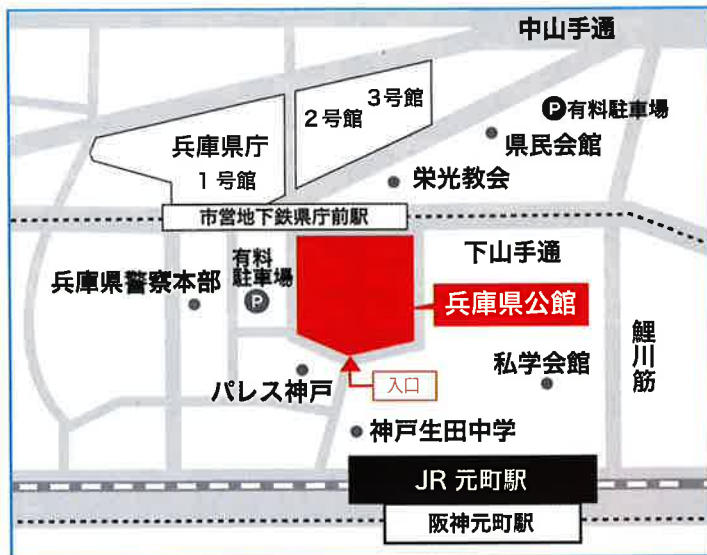 中山手通
3号館
2号館
P有料駐車場
県民会館
兵庫県庁
1号館
栄光教会
市営地下鉄県庁前駅
有料
駐車場
P
下山手通
兵庫県警察本部
兵庫県公館
鯉川筋
私学会館
パレス神戸
入口
神戸生田中学
JR 元町駅
阪神元町駅